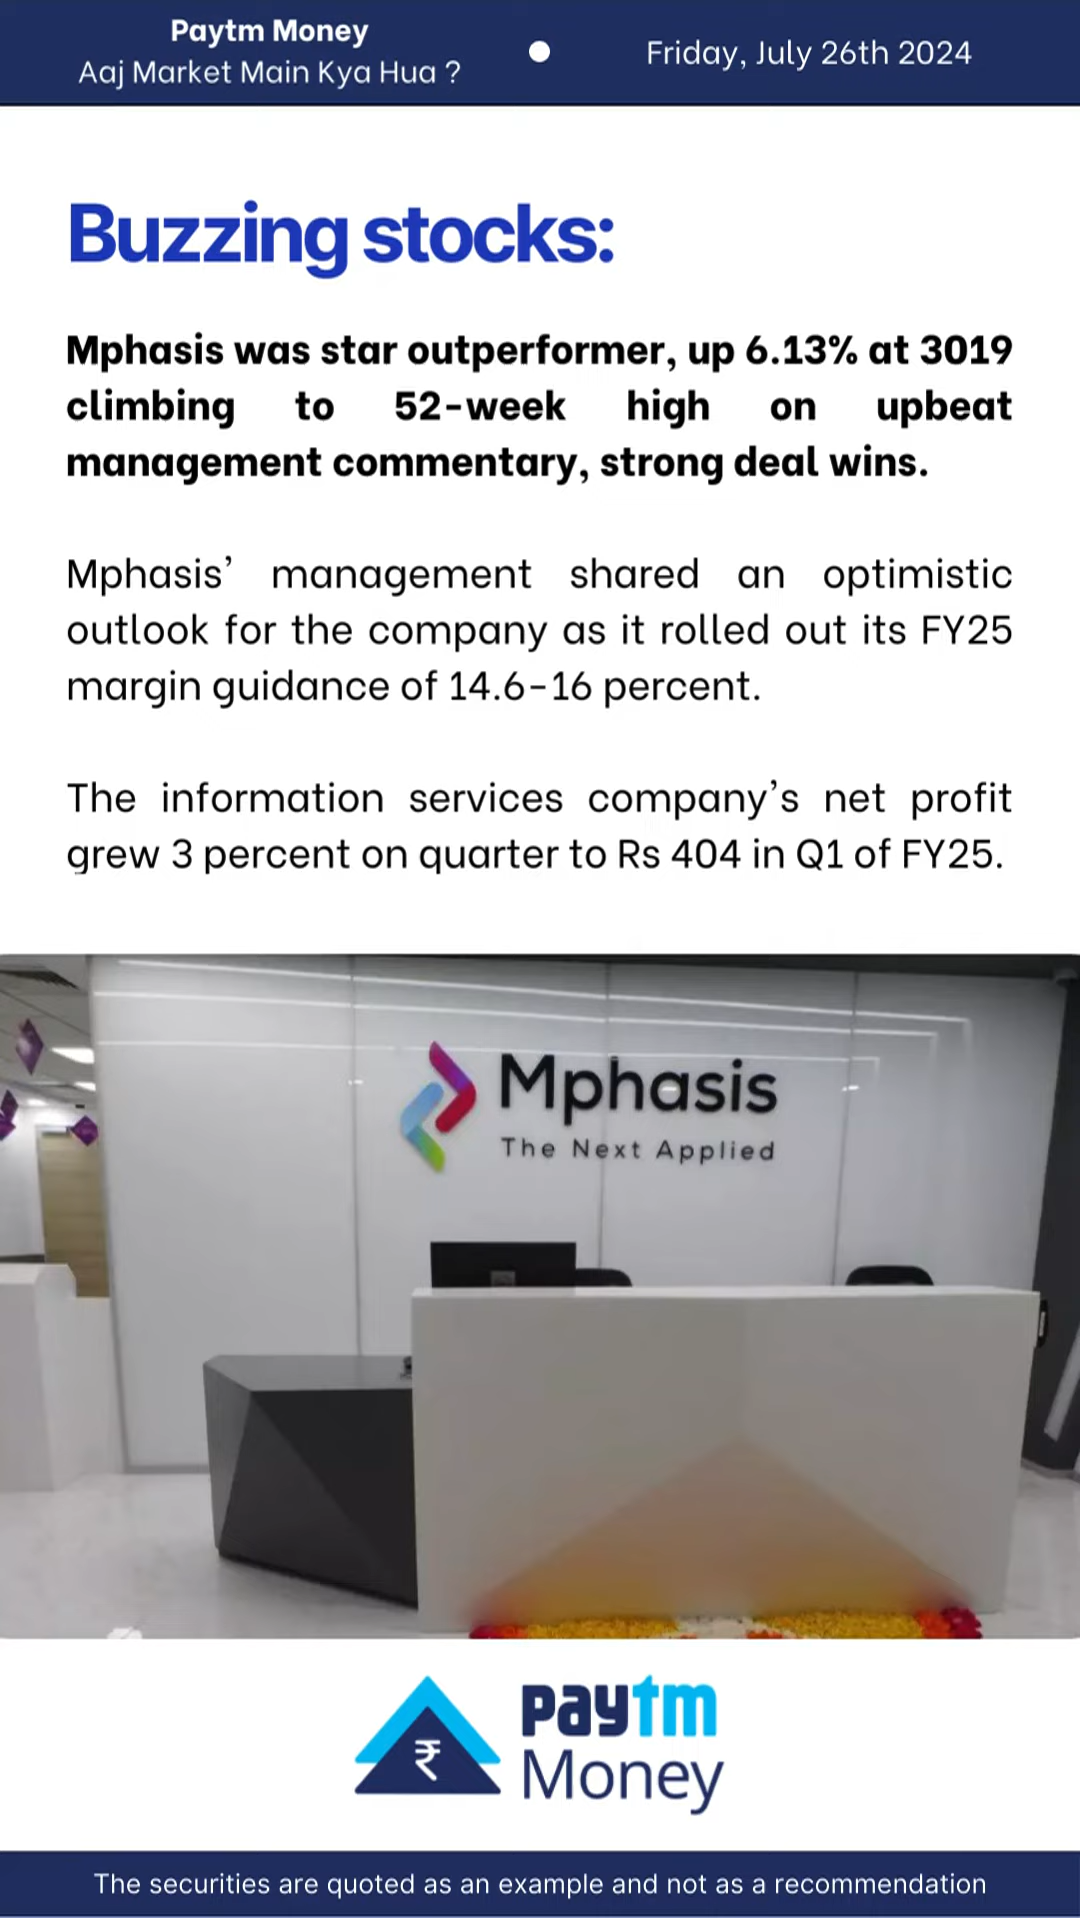 Paytm Money
Aaj Market Main Kya Hua ?
Friday, July 26th 2024
Buzzing stocks:
Mphasis was star outperformer, up 6.13% at 3019
climbing to 52-week high on upbeat
management commentary, strong deal wins.
Mphasis’ management shared an optimistic
outlook for the company as it rolled out its FY25
margin guidance of 14.6-16 percent.
The information services company’s net profit
grew 3 percent on quarter to Rs 404 in Q1 of FY25.
Mphasis
The Next Applied
₹
paytm
Money
The securities are quoted as an example and not as a recommendation